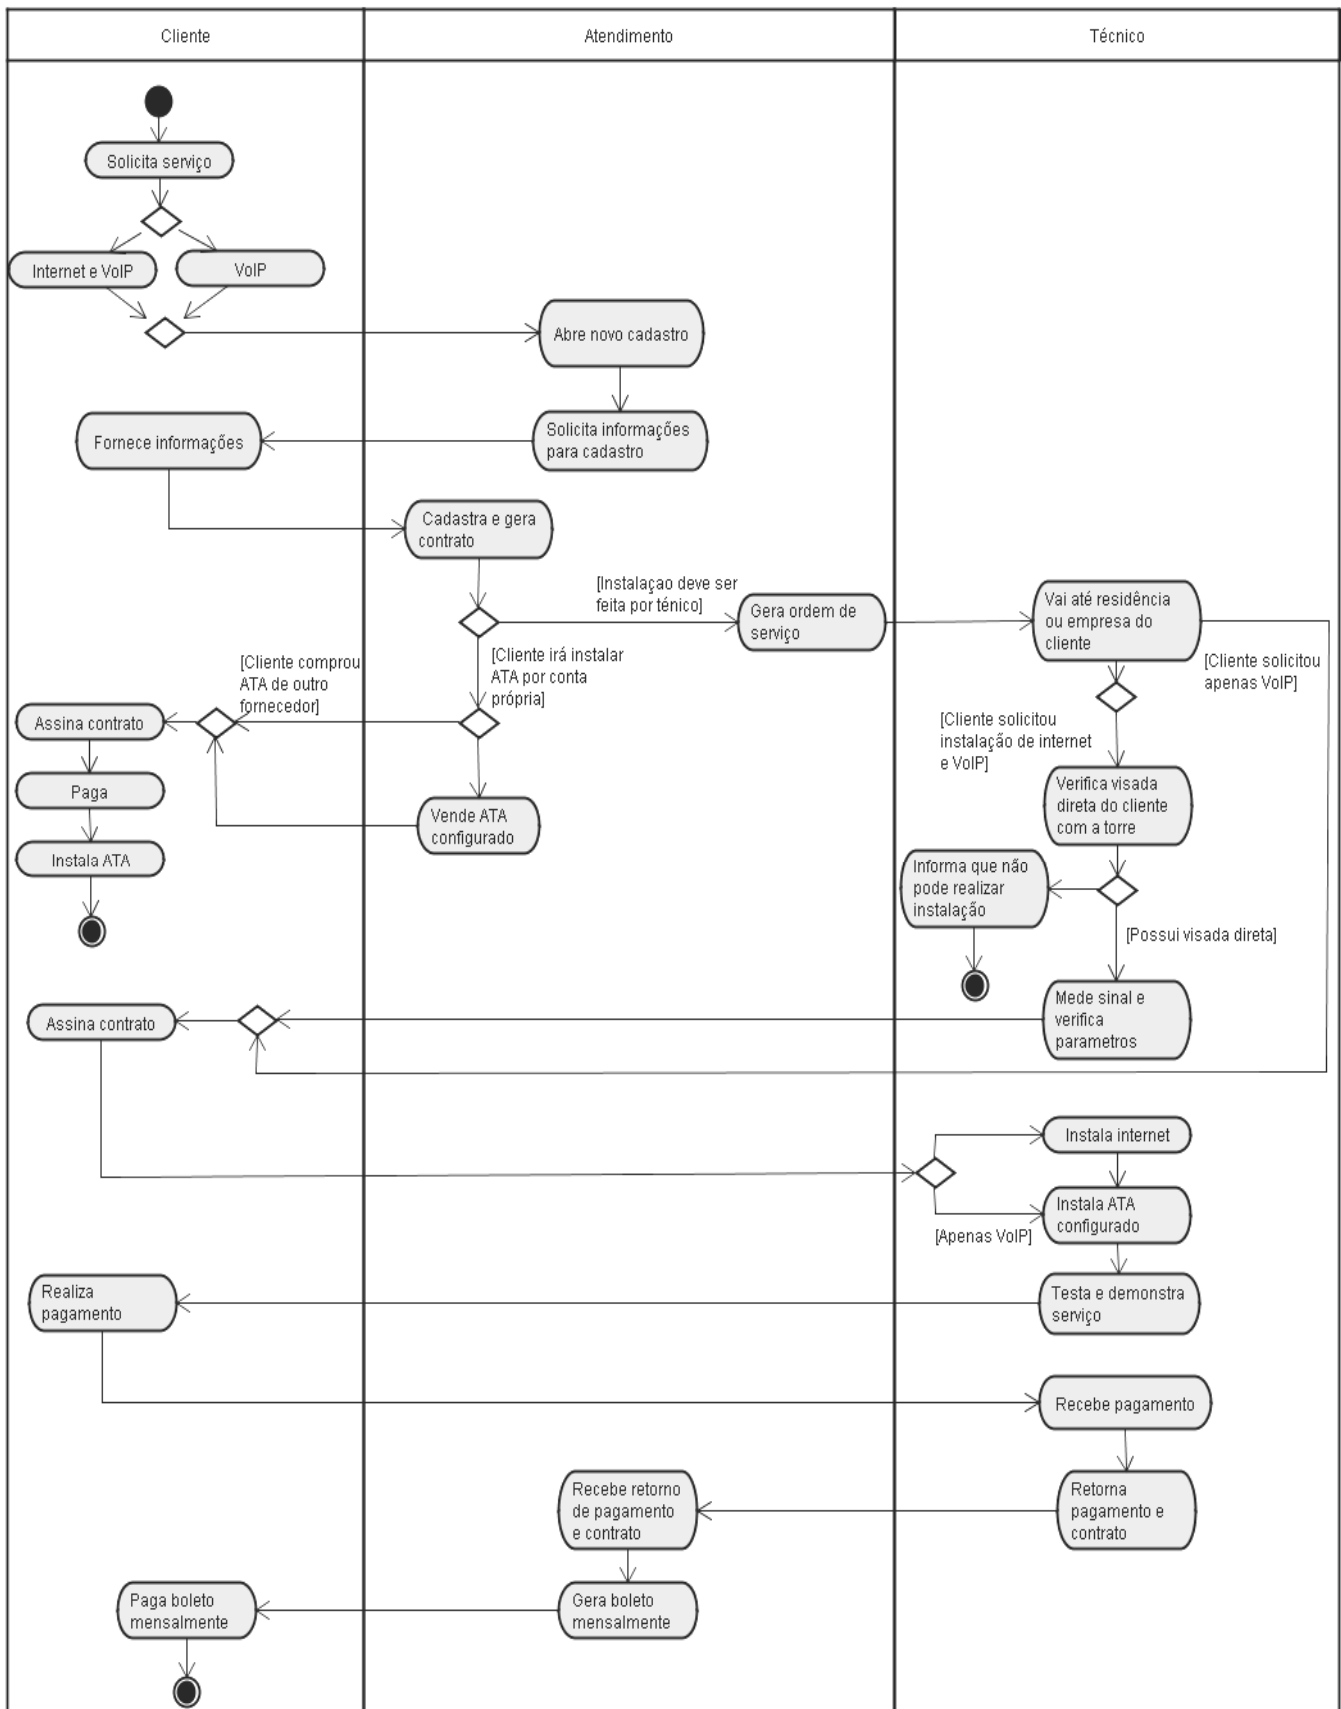 Cliente
Atendimento
Técnico
Solicita serviço
Internet e VoIP
VoIP
Abre novo cadastro
Solicita informações
para cadastro
Fornece informações
Cadastra e gera
contrato
[Instalaçao deve ser
feita por ténico]
Gera ordem de
serviço
Vai até residência
ou empresa do
cliente
[Cliente solicitou
apenas VoIP]
[Cliente comprou
ATA de outro
fornecedor]
[Cliente irá instalar
ATA por conta
própria]
[Cliente solicitou
instalação de internet
e VoIP]
Assina contrato
Paga
Instala ATA
Vende ATA
configurado
Verifica visada
direta do cliente
com a torre
Informa que não
pode realizar
instalação
[Possui visada direta]
Assina contrato
Mede sinal e
verifica
parametros
Instala internet
Instala ATA
configurado
[Apenas VoIP]
Realiza
pagamento
Testa e demonstra
serviço
Recebe pagamento
Recebe retorno
de pagamento
e contrato
Retorna
pagamento e
contrato
Paga boleto
mensalmente
Gera boleto
mensalmente